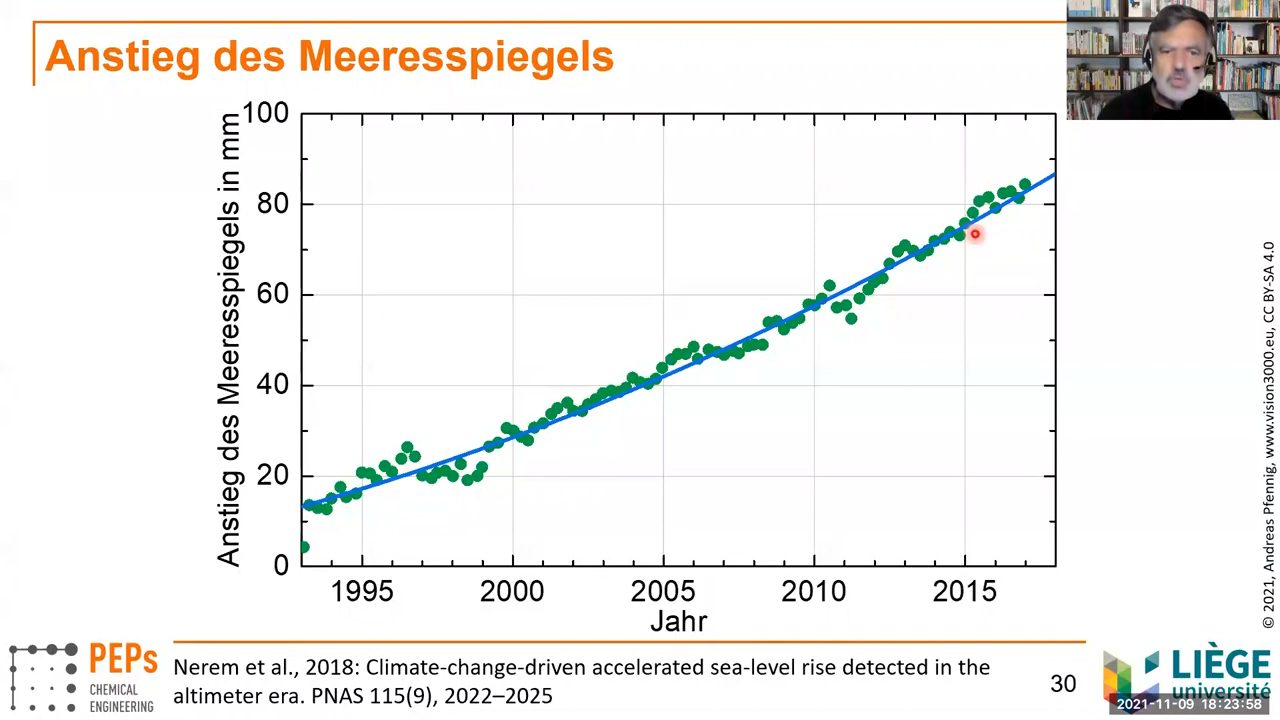 Anstieg des Meeresspiegels
Anstieg des Meeresspiegels in mm
100
80
60
40
20
0
1995 2000 2005 2010 2015
Jahr
© 2021, Andreas Pfennig, www.vision3000.eu, CC BY-SA 4.0
PEPs
CHEMICAL
ENGINEERING
Nerem et al., 2018: Climate-change-driven accelerated sea-level rise detected in the
altimeter era. PNAS 115(9), 2022–2025
30
LIÈGE
université
2021-11-09 18:23:58